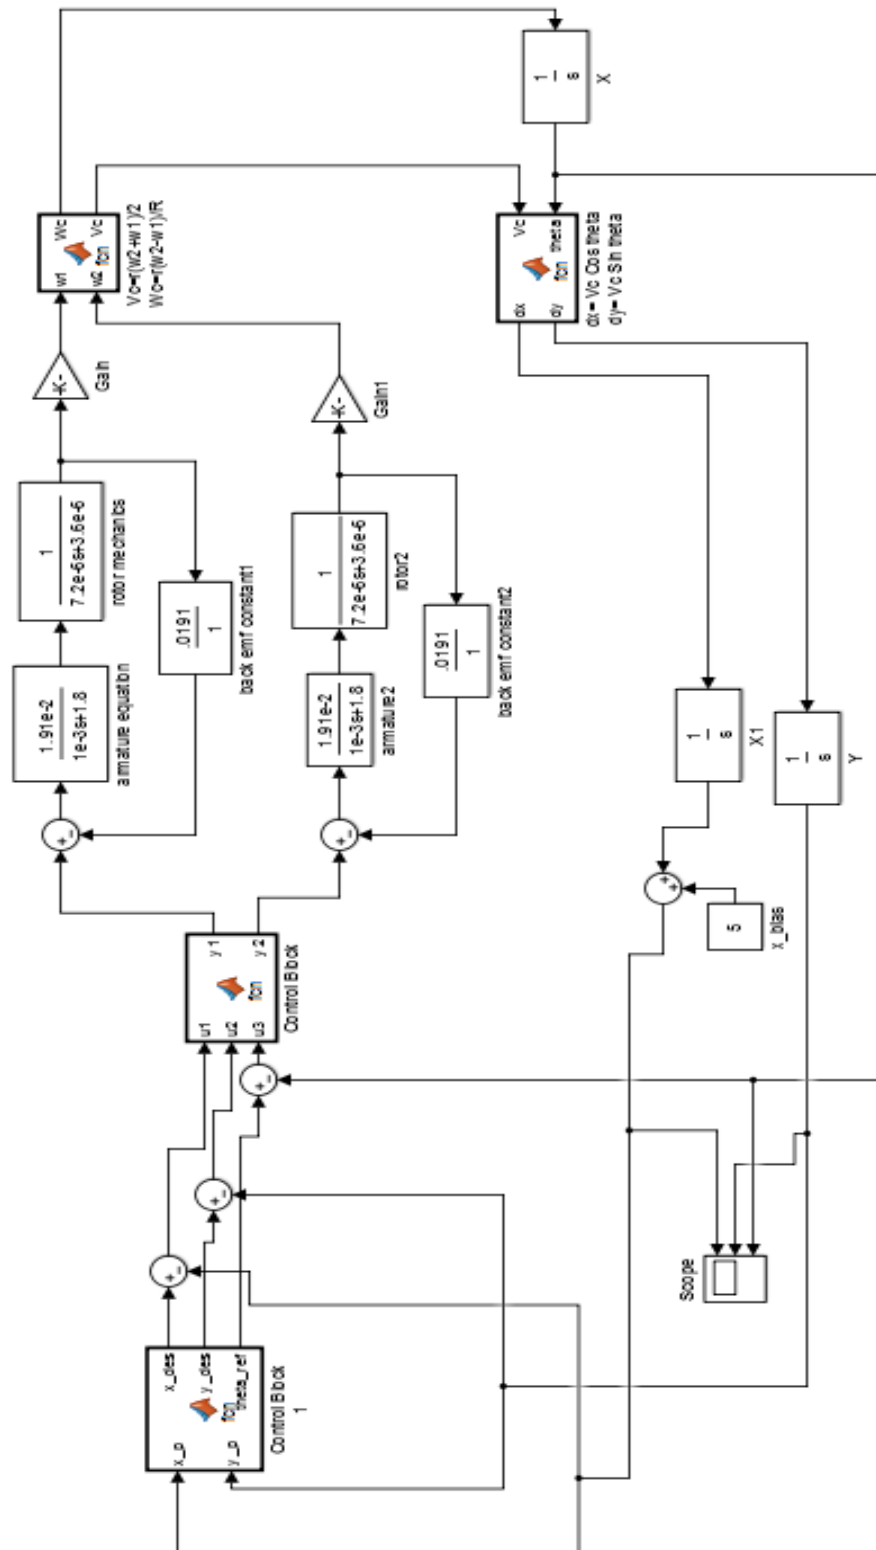 x_p
y_p
fcn
x_des
y_des
theta_ref
Control Block
1
+
-
+
-
+
-
u1
u2
u3
fcn
y1
y2
Control Block
+
-
1.91e-2
1e-3s+1.8
armature equation
1
7.2e-6s+3.6e-6
rotor mechanics
.0191
1
back emf constant1
-K-
Gain
+
-
1.91e-2
1e-3s+1.8
armature2
1
7.2e-6s+3.6e-6
rotor2
.0191
1
back emf constant2
-K-
Gain1
w1
w2
fcn
Wc
Vc
Vc=r(w2+w1)/2
Wc=r(w2-w1)/R
1
s
X
Vc
theta
fcn
dx
dy
dx= Vc Cos theta
dy= Vc Sin theta
1
s
X1
1
s
Y
+
+
5
x_bias
Scope